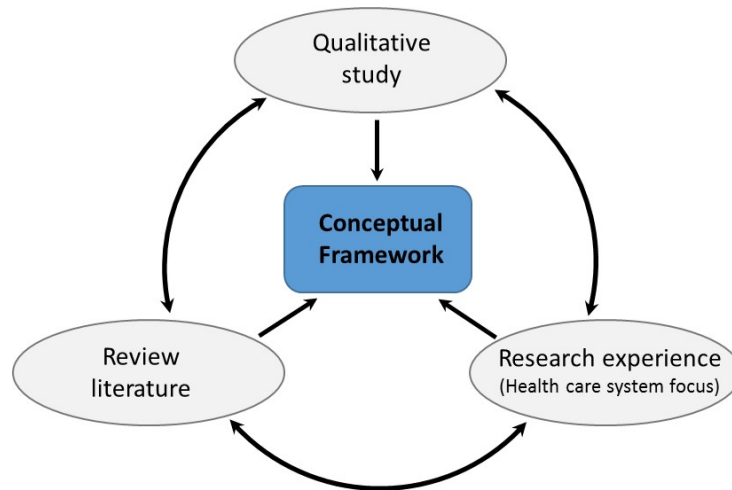 Qualitative
study
Conceptual
Framework
Review
literature
Research experience
(Health care system focus)